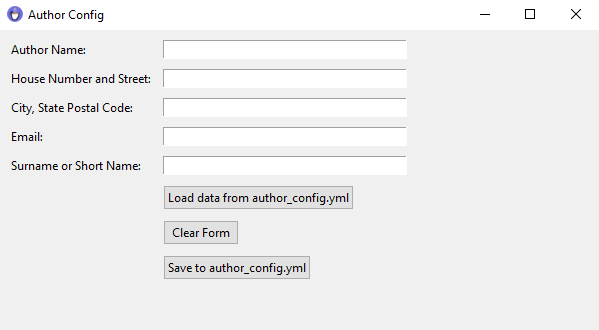 Author Config
Author Name:
House Number and Street:
City, State Postal Code:
Email:
Surname or Short Name:
Load data from author_config.yml
Clear Form
Save to author_config.yml